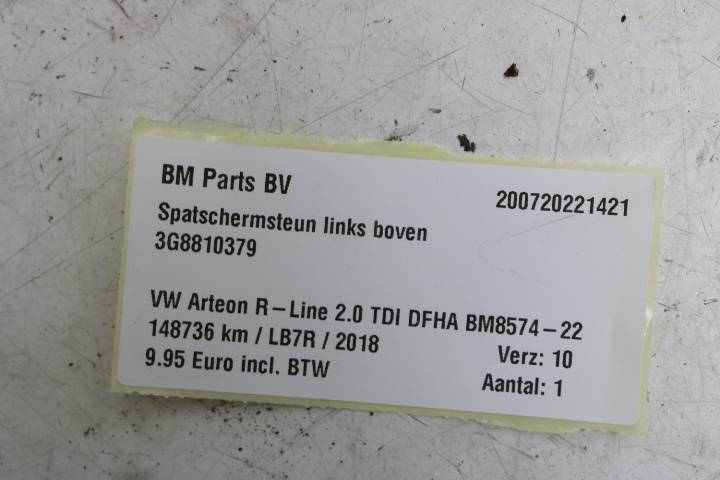 BM Parts BV
200720221421
Spatschermsteun links boven
3G8810379
VW Arteon R-Line 2.0 TDI DFHA BM8574-22
148736 km / LB7R / 2018
Verz: 10
9.95 Euro incl. BTW
Aantal: 1